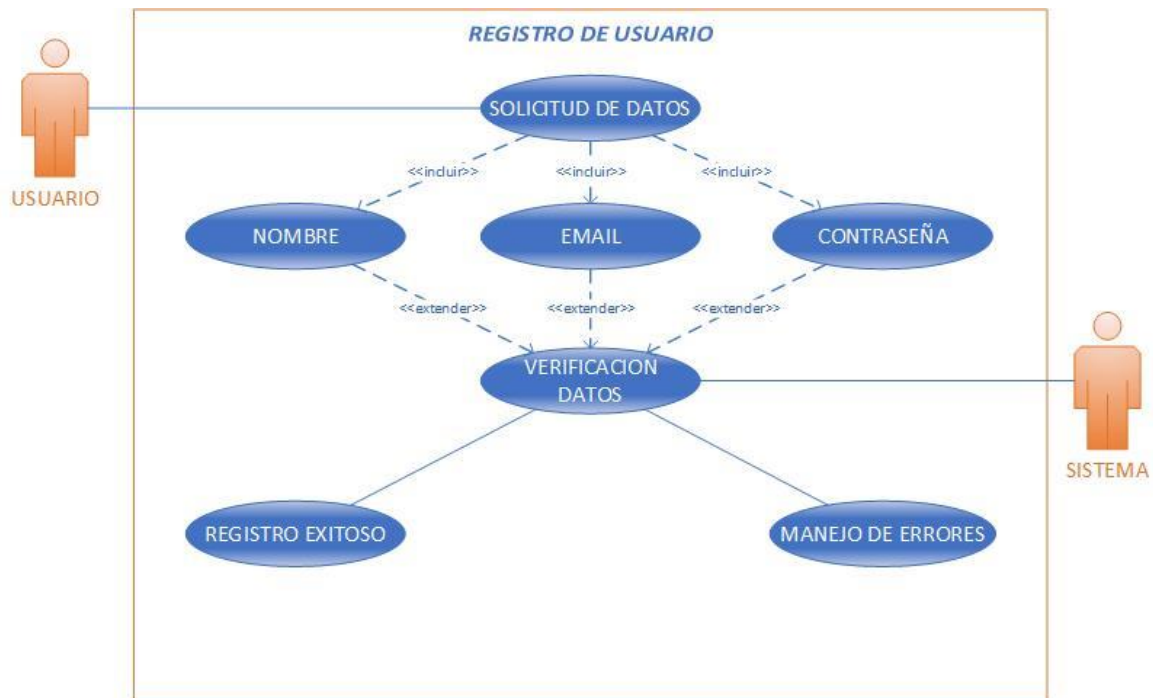 REGISTRO DE USUARIO
SOLICITUD DE DATOS
USUARIO
<<incluir>>
<<incluir>>
<<incluir>>
NOMBRE
EMAIL
CONTRASEÑA
<<extender>>
<<extender>>
<<extender>>
VERIFICACION
DATOS
SISTEMA
REGISTRO EXITOSO
MANEJO DE ERRORES